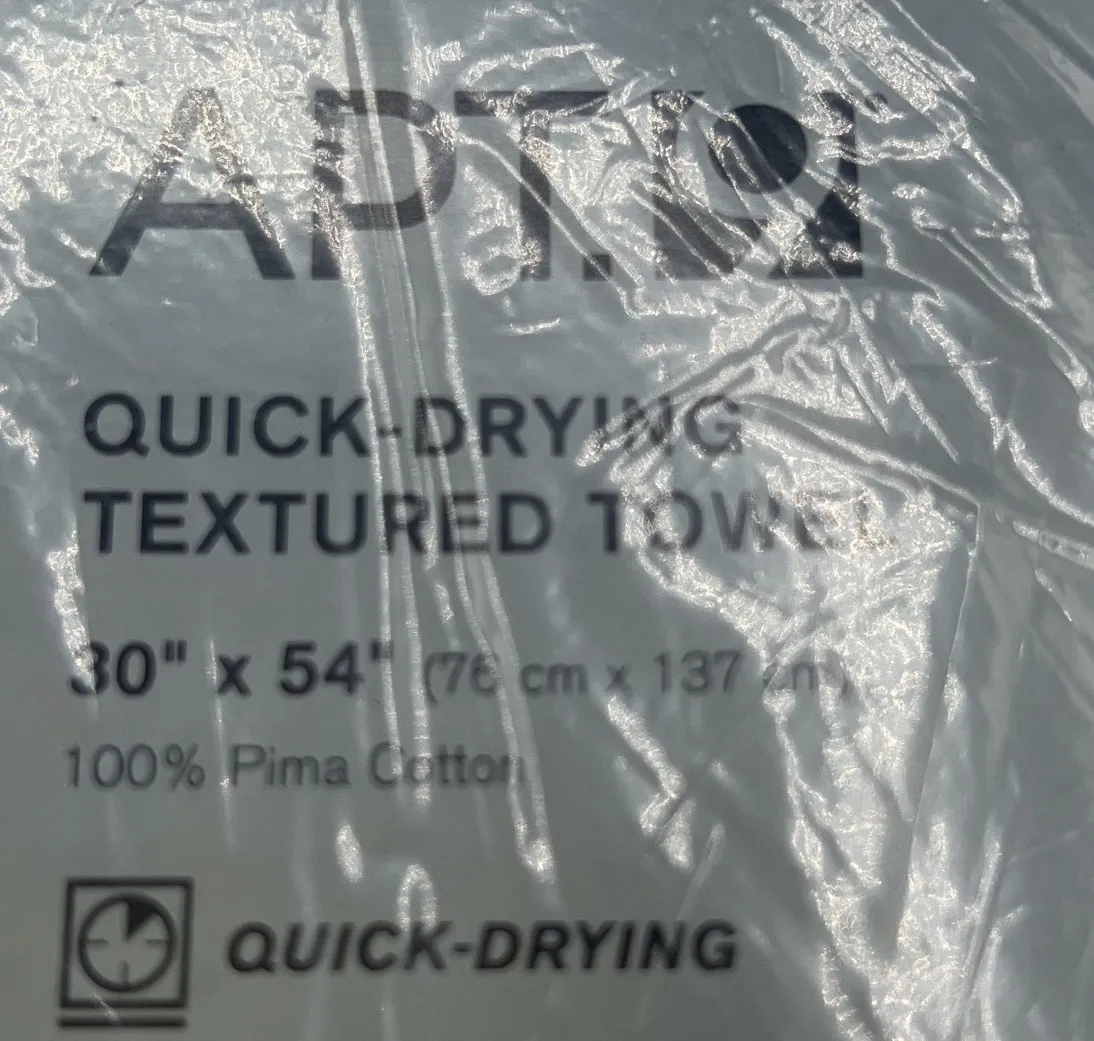 APT.9
QUICK-DRYING
TEXTURED TOWEL
30" x 54" (76 cm x 137 cm)
100% Pima Cotton
QUICK-DRYING